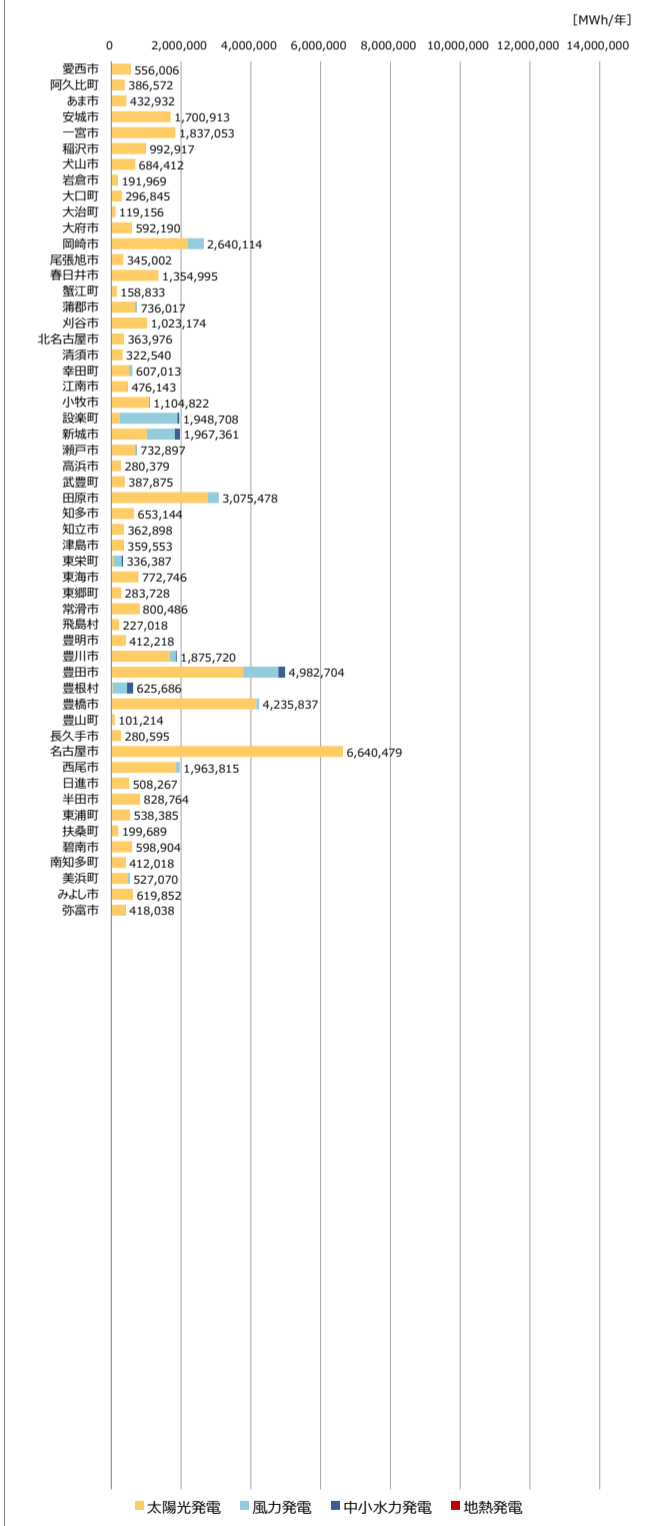 [MWh/年]
0 2,000,000 4,000,000 6,000,000 8,000,000 10,000,000 12,000,000 14,000,000
愛西市 556,006
阿久比町 386,572
あま市 432,932
安城市 1,700,913
一宮市 1,837,053
稲沢市 992,917
犬山市 684,412
岩倉市 191,969
大口町 296,845
大治町 119,156
大府市 592,190
岡崎市 2,640,114
尾張旭市 345,002
春日井市 1,354,995
蟹江町 158,833
蒲郡市 736,017
刈谷市 1,023,174
北名古屋市 363,976
清須市 322,540
幸田町 607,013
江南市 476,143
小牧市 1,104,822
設楽町 1,948,708
新城市 1,967,361
瀬戸市 732,897
高浜市 280,379
武豊町 387,875
田原市 3,075,478
知多市 653,144
知立市 362,898
津島市 359,553
東栄町 336,387
東海市 772,746
東郷町 283,728
常滑市 800,486
飛島村 227,018
豊明市 412,218
豊川市 1,875,720
豊田市 4,982,704
豊根村 625,686
豊橋市 4,235,837
豊山町 101,214
長久手市 280,595
名古屋市 6,640,479
西尾市 1,963,815
日進市 508,267
半田市 828,764
東浦町 538,385
扶桑町 199,689
碧南市 598,904
南知多町 412,018
美浜町 527,070
みよし市 619,852
弥富市 418,038
太陽光発電 風力発電 中小水力発電 地熱発電